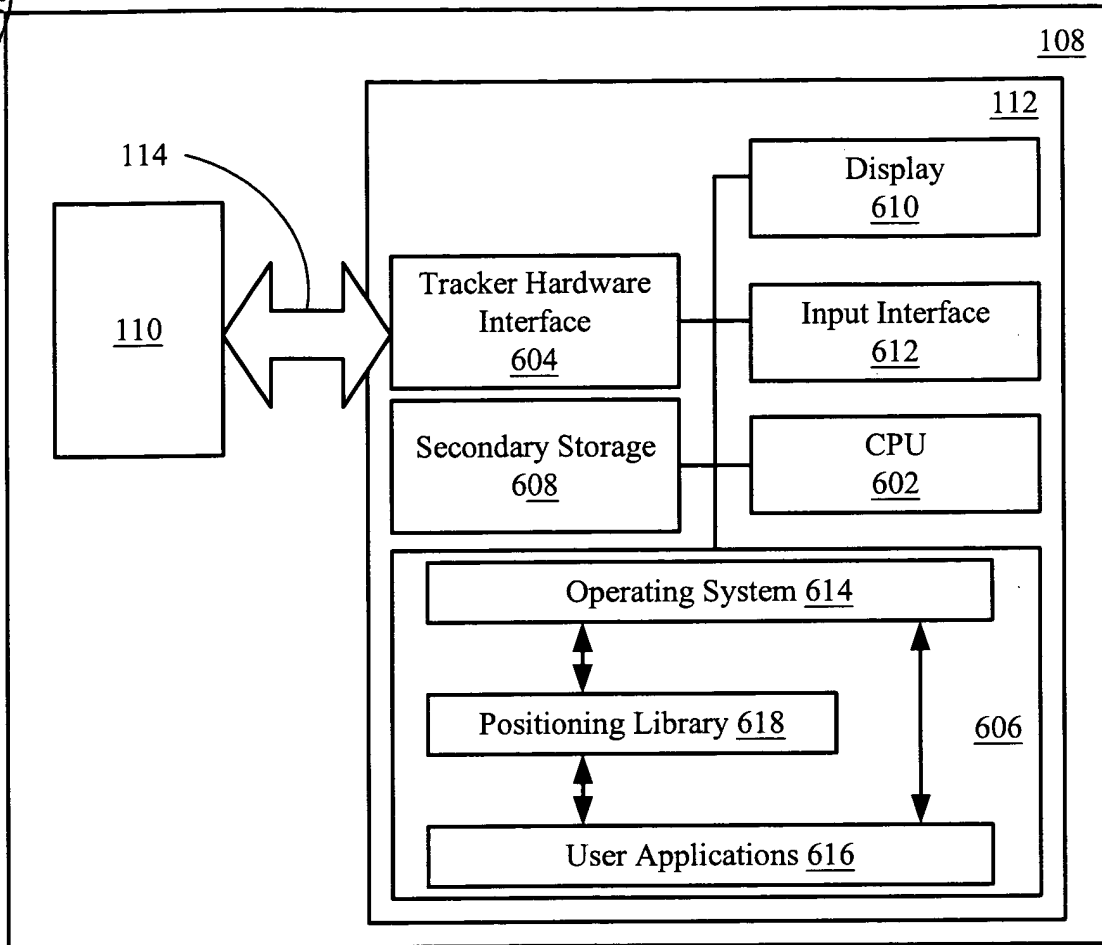 108
112
114
Display
610
Tracker Hardware
Interface
604
110
Input Interface
612
Secondary Storage
608
CPU
602
Operating System 614
Positioning Library 618
606
User Applications 616